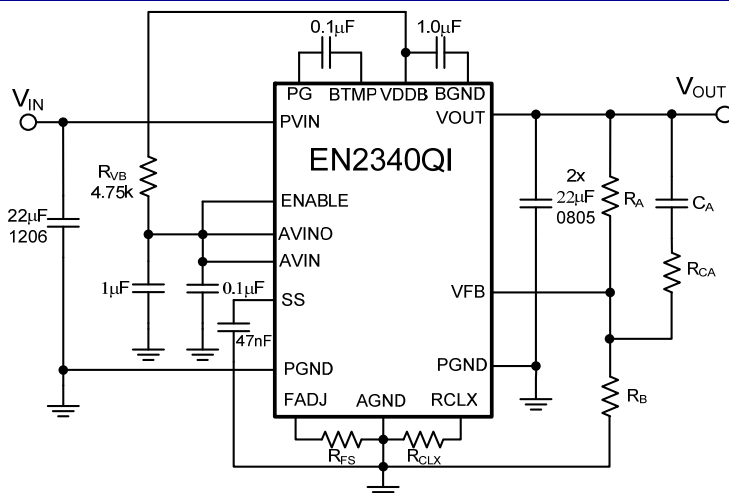 0.1µF
1.0µF
PG BTMP VDDB BGND
VIN
PVIN
VOUT
VOUT
EN2340QI
RVB
4.75k
2x
22µF
0805
RA
CA
ENABLE
22µF
1206
AVINO
AVIN
1µF
0.1µF
RCA
SS
VFB
47nF
PGND
PGND
FADJ AGND RCLX
RB
RFS
RCLX